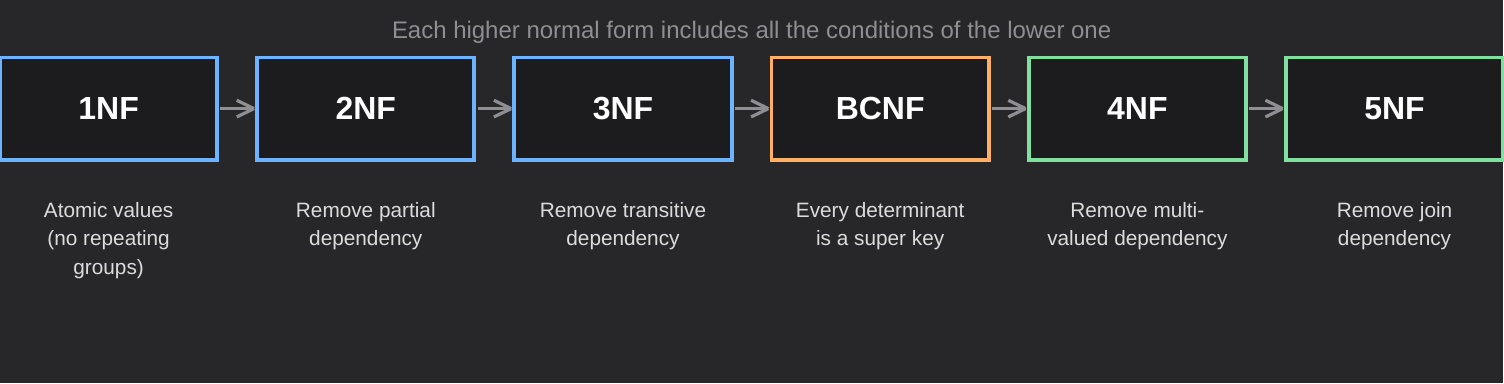 Each higher normal form includes all the conditions of the lower one
1NF
2NF
3NF
BCNF
4NF
5NF
Atomic values
(no repeating
groups)
Remove partial
dependency
Remove transitive
dependency
Every determinant
is a super key
Remove multi-
valued dependency
Remove join
dependency